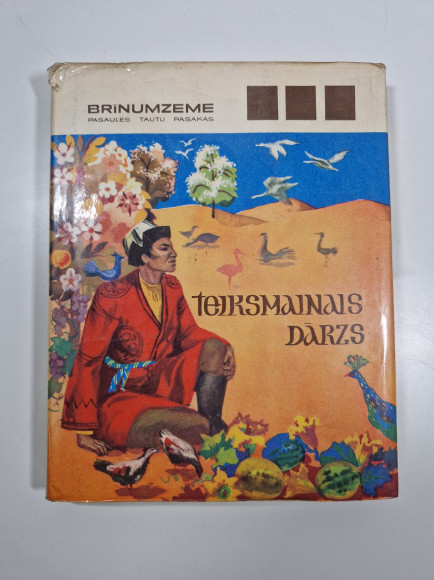 BRĪNUMZEME
PASAULES TAUTU PASAKAS
TEIKSMAINAIS
DĀRZS